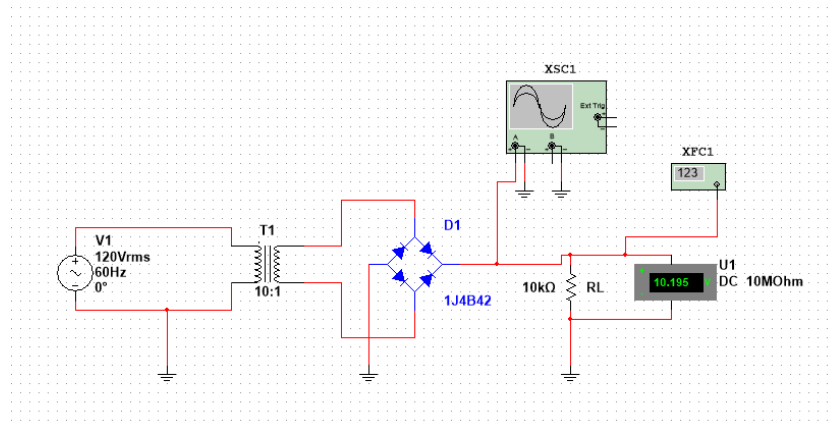 XSC1
Ext Trig
+
-
A
B
+ - + -
XFC1
123
V1
120Vrms
60Hz
0°
T1
10:1
D1
1J4B42
10kΩ RL
U1
10.195
DC 10MOhm
+
V